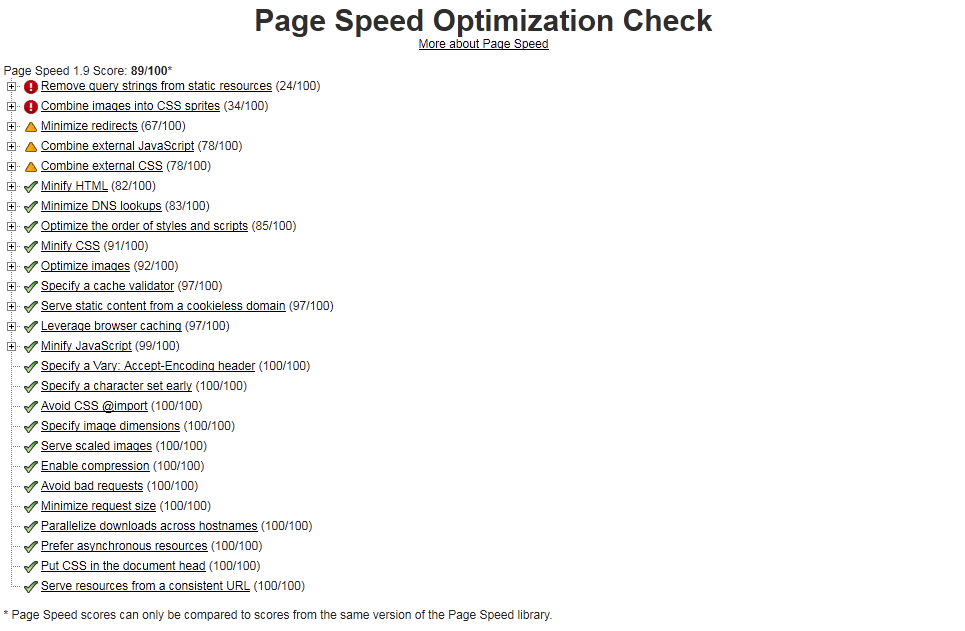 Page Speed Optimization Check
More about Page Speed
Page Speed 1.9 Score: 89/100*
Remove query strings from static resources (24/100)
Combine images into CSS sprites (34/100)
Minimize redirects (67/100)
Combine external JavaScript (78/100)
Combine external CSS (78/100)
Minify HTML (82/100)
Minimize DNS lookups (83/100)
Optimize the order of styles and scripts (85/100)
Minify CSS (91/100)
Optimize images (92/100)
Specify a cache validator (97/100)
Serve static content from a cookieless domain (97/100)
Leverage browser caching (97/100)
Minify JavaScript (99/100)
Specify a Vary: Accept-Encoding header (100/100)
Specify a character set early (100/100)
Avoid CSS @import (100/100)
Specify image dimensions (100/100)
Serve scaled images (100/100)
Enable compression (100/100)
Avoid bad requests (100/100)
Minimize request size (100/100)
Parallelize downloads across hostnames (100/100)
Prefer asynchronous resources (100/100)
Put CSS in the document head (100/100)
Serve resources from a consistent URL (100/100)
* Page Speed scores can only be compared to scores from the same version of the Page Speed library.